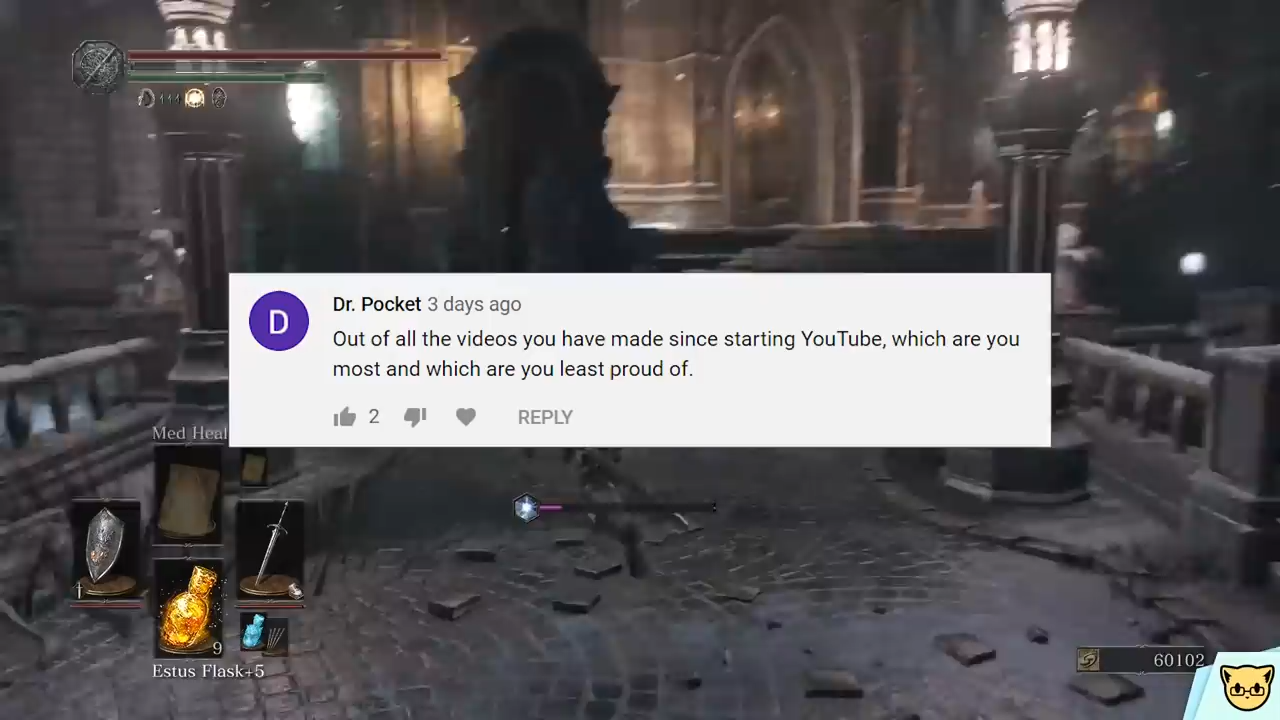 Dr. Pocket 3 days ago
D
Out of all the videos you have made since starting YouTube, which are you
most and which are you least proud of.
2
REPLY
Med Heal
9
Estus Flask+5
60102